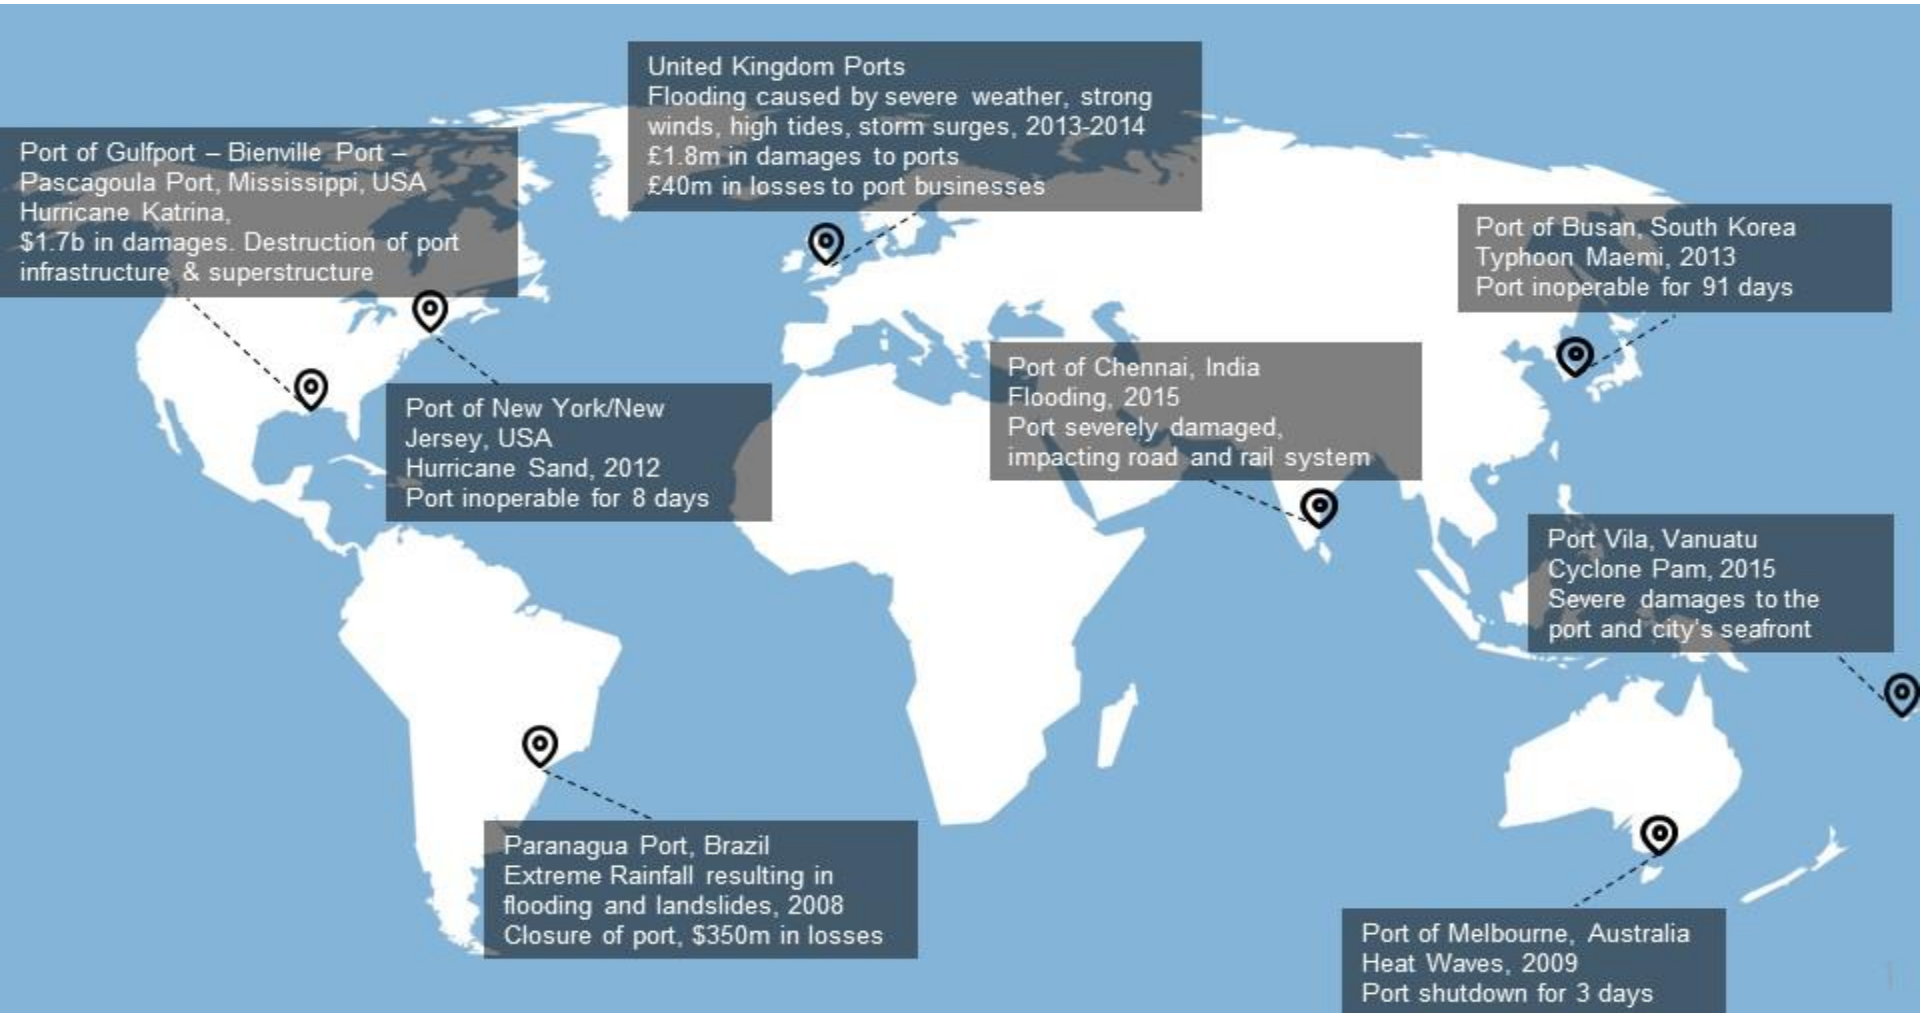 United Kingdom Ports
Flooding caused by severe weather, strong
winds, high tides, storm surges, 2013-2014
£1.8m in damages to ports
£40m in losses to port businesses
Port of Gulfport – Bienville Port –
Pascagoula Port, Mississippi, USA
Hurricane Katrina,
$1.7b in damages. Destruction of port
infrastructure & superstructure
Port of Busan, South Korea
Typhoon Maemi, 2013
Port inoperable for 91 days
Port of Chennai, India
Flooding, 2015
Port severely damaged,
impacting road and rail system
Port of New York/New
Jersey, USA
Hurricane Sand, 2012
Port inoperable for 8 days
Port Vila, Vanuatu
Cyclone Pam, 2015
Severe damages to the
port and city's seafront
Paranagua Port, Brazil
Extreme Rainfall resulting in
flooding and landslides, 2008
Closure of port, $350m in losses
Port of Melbourne, Australia
Heat Waves, 2009
Port shutdown for 3 days
1